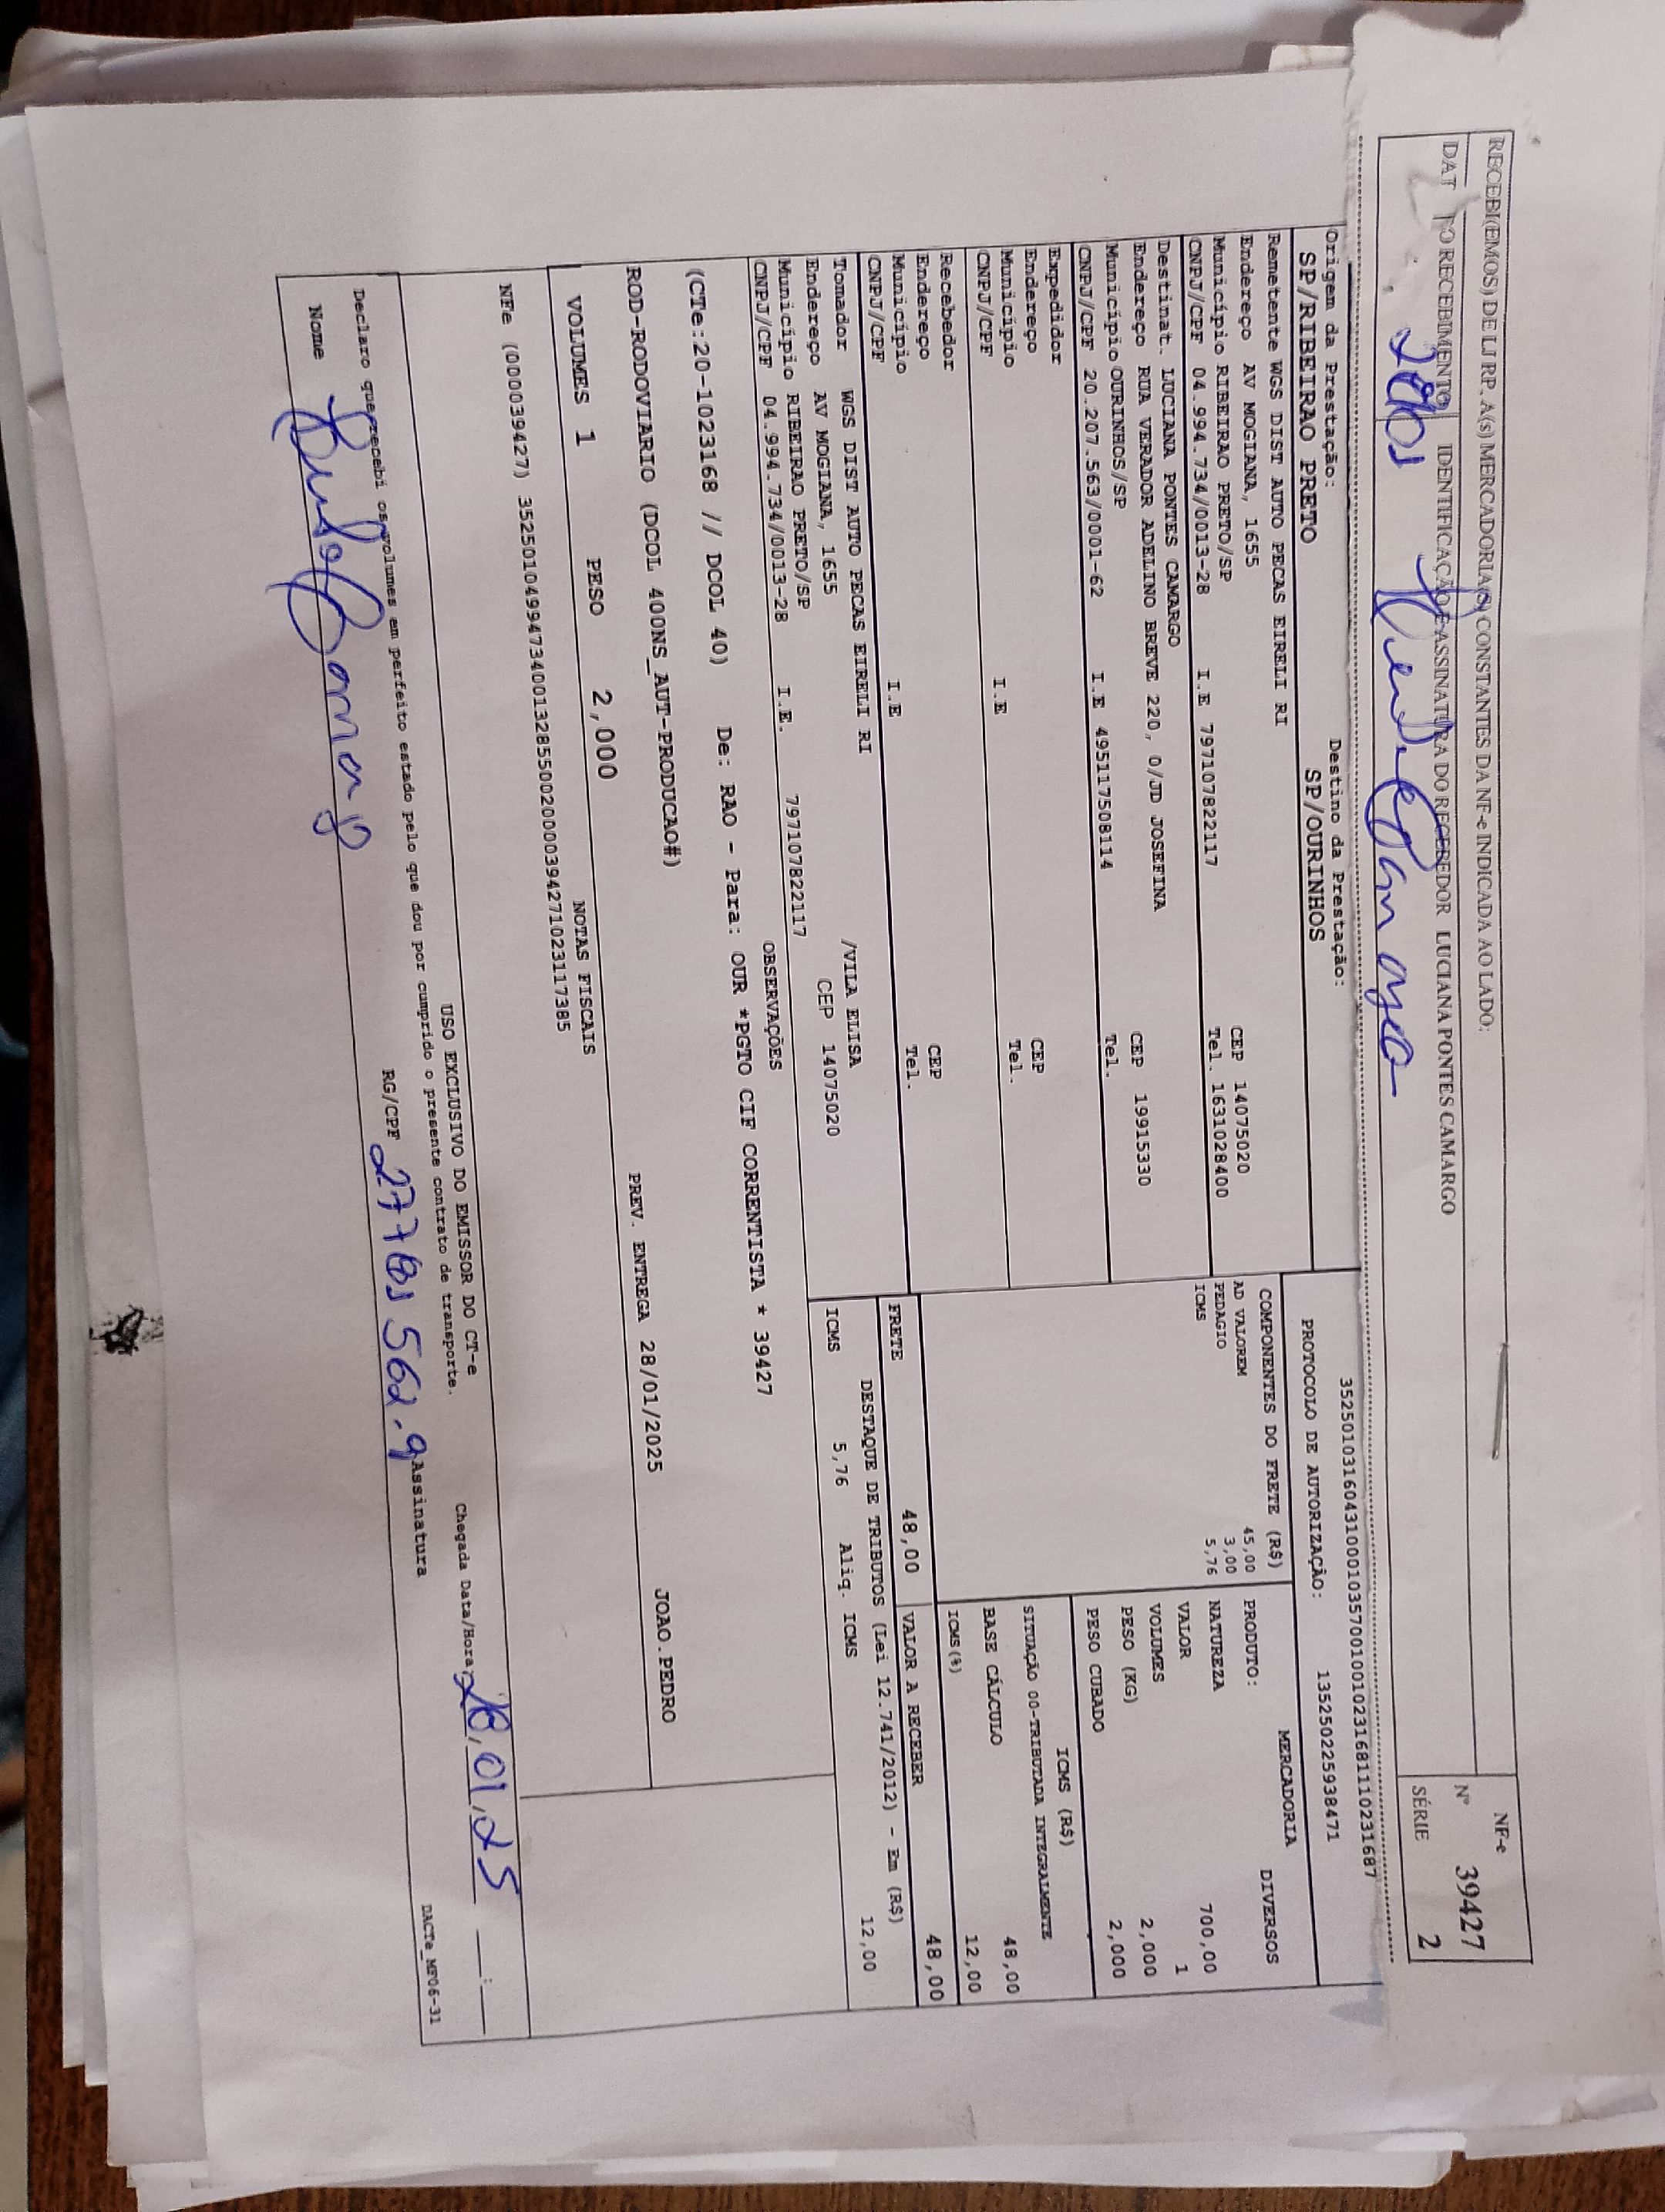 RECEBI(EMOS) DE LJ RP, A(s) MERCADORIA(S) CONSTANTES DA NF-e INDICADA AO LADO:
NF-e
DAT TO RECEBIMENTO IDENTIFICAÇÃO E ASSINATURA DO RECEBEDOR LUCIANA PONTES CAMARGO
Nº 39427
SÉRIE 2
35250103160431000103570010010231681110231687
Origem da Prestação: Destino da Prestação:
SP/RIBEIRAO PRETO SP/OURINHOS
PROTOCOLO DE AUTORIZAÇÃO: 135250225938471
Remetente WGS DIST AUTO PECAS EIRELI RI
Endereço AV MOGIANA, 1655 CEP 14075020
Município RIBEIRAO PRETO/SP Tel. 1631028400
CNPJ/CPF 04.994.734/0013-28 I.E 797107822117
Destinat. LUCIANA PONTES CAMARGO
Endereço RUA VERADOR ADELINO BREVE 220, 0/JD JOSEFINA CEP 19915330
Município OURINHOS/SP Tel.
CNPJ/CPF 20.207.563/0001-62 I.E 495117508114
Expedidor
Endereço CEP
Município Tel.
CNPJ/CPF I.E
Recebedor
Endereço CEP
Município Tel.
CNPJ/CPF I.E
Tomador WGS DIST AUTO PECAS EIRELI RI
Endereço AV MOGIANA, 1655 /VILA ELISA
Município RIBEIRAO PRETO/SP CEP 14075020
CNPJ/CPF 04.994.734/0013-28 I.E. 797107822117
COMPONENTES DO FRETE (R$)
AD VALOREM 45,00
PEDAGIO 3,00
ICMS 5,76
MERCADORIA
PRODUTO: DIVERSOS
NATUREZA
VALOR 700,00
VOLUMES 1
PESO (KG) 2,000
PESO CUBADO 2,000
ICMS (R$)
SITUAÇÃO 00-TRIBUTADA INTEGRALMENTE
BASE CÁLCULO 48,00
ICMS(%) 12,00
FRETE 48,00 VALOR A RECEBER 48,00
DESTAQUE DE TRIBUTOS (Lei 12.741/2012) - Em (R$)
ICMS 5,76 Aliq. ICMS 12,00
OBSERVAÇÕES
(CTe:20-1023168 // DCOL 40) De: RAO - Para: OUR *PGTO CIF CORRENTISTA * 39427
ROD-RODOVIARIO (DCOL 400NS_AUT-PRODUCAO#)
PREV. ENTREGA 28/01/2025 JOAO.PEDRO
VOLUMES 1 PESO 2,000
NOTAS FISCAIS
NFe (000039427) 35250104994734001328550020000394271023117385
USO EXCLUSIVO DO EMISSOR DO CT-e
Declaro que recebi os volumes em perfeito estado pelo que dou por cumprido o presente contrato de transporte.
Chegada Data/Hora 28,01,25 __:__
Nome RG/CPF Assinatura
DACTe_MF06-31